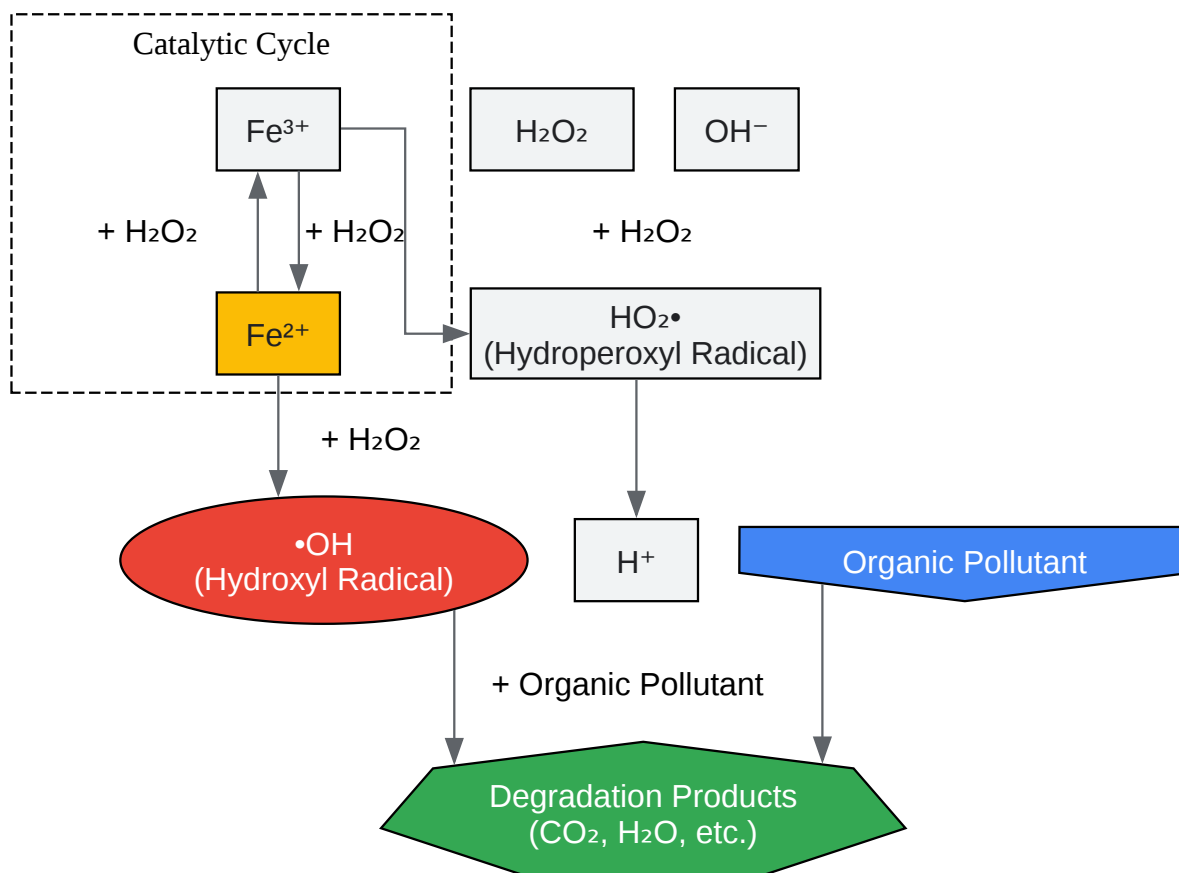 Catalytic Cycle
Fe³⁺
H₂O₂
OH⁻
+ H₂O₂
+ H₂O₂
+ H₂O₂
Fe²⁺
HO₂•
(Hydroperoxyl Radical)
+ H₂O₂
•OH
(Hydroxyl Radical)
H⁺
Organic Pollutant
+ Organic Pollutant
Degradation Products
(CO₂, H₂O, etc.)